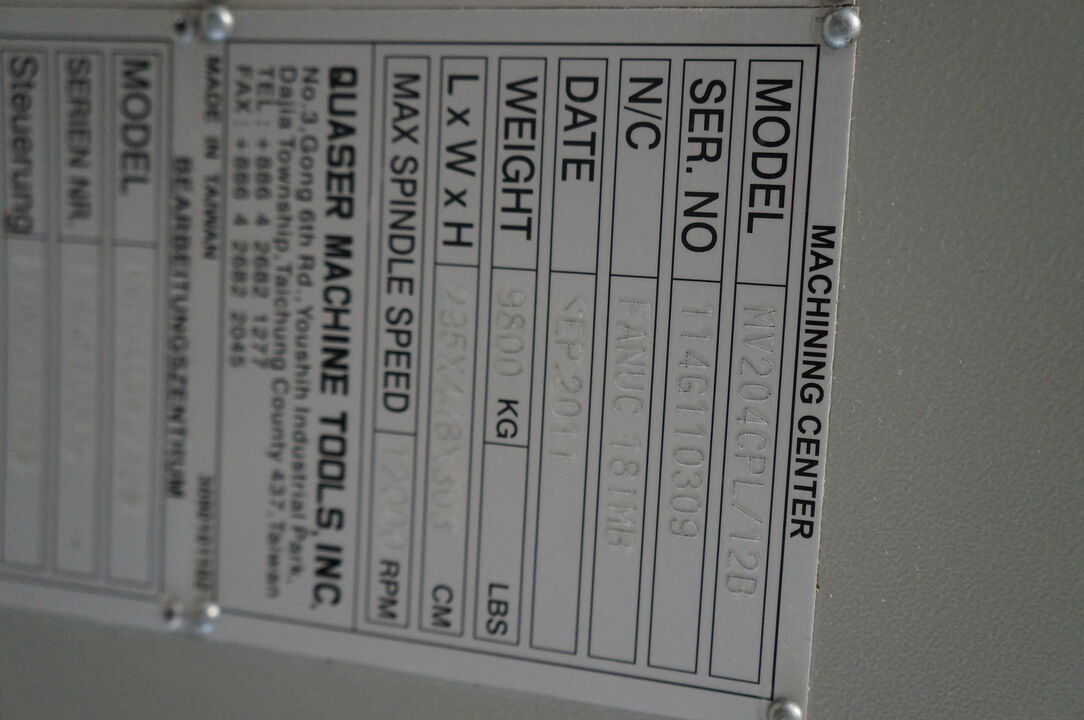 MACHINING CENTER
MODEL MV204CPL/12B
SER. NO 114G110309
N/C FANUC 18iMB
DATE SEP.2011
WEIGHT 9800 KG LBS
L x W x H CM
MAX SPINDLE SPEED 12000 RPM
QUASER MACHINE TOOLS, INC.
No.3,Gong 6th Rd.,Youshih Industrial Park,
Dajia Township,Taichung County 437,Taiwan
TEL : +886 4 2682 1277
FAX : +886 4 2682 2045
MADE IN TAIWAN
BEARBEITUNGSZENTRUM
MODEL
SERIEN NR.
Steuerung